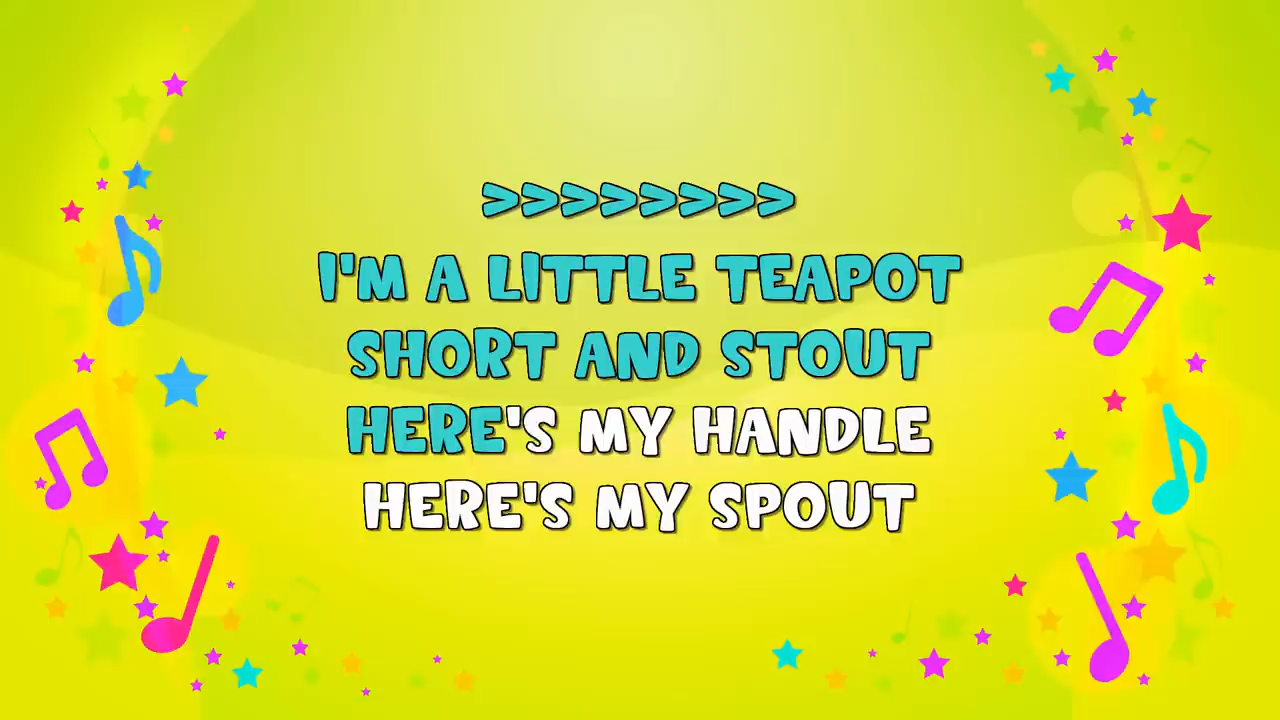 >>>>>>>>
I'M A LITTLE TEAPOT
SHORT AND STOUT
HERE'S MY HANDLE
HERE'S MY SPOUT